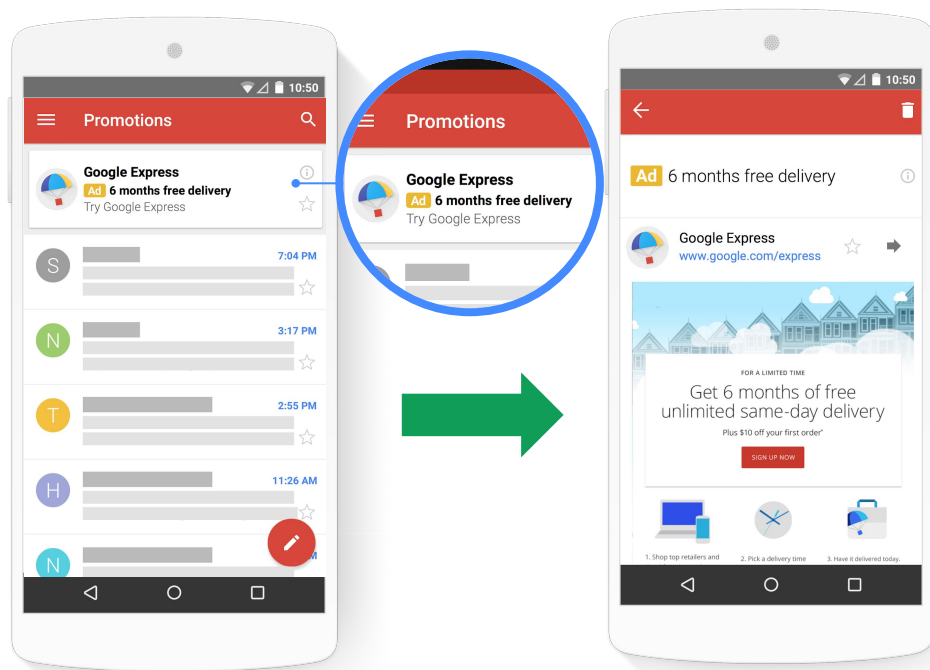 10:50
Promotions
Google Express
Ad 6 months free delivery
Try Google Express
S
7:04 PM
N
3:17 PM
T
2:55 PM
H
11:26 AM
N
M
Promotions
Google Express
Ad 6 months free delivery
Try Google Express
10:50
Ad 6 months free delivery
Google Express
www.google.com/express
FOR A LIMITED TIME
Get 6 months of free
unlimited same-day delivery
Plus $10 off your first order*
SIGN UP NOW
1. Shop top retailers and
2. Pick a delivery time
3. Have it delivered today.